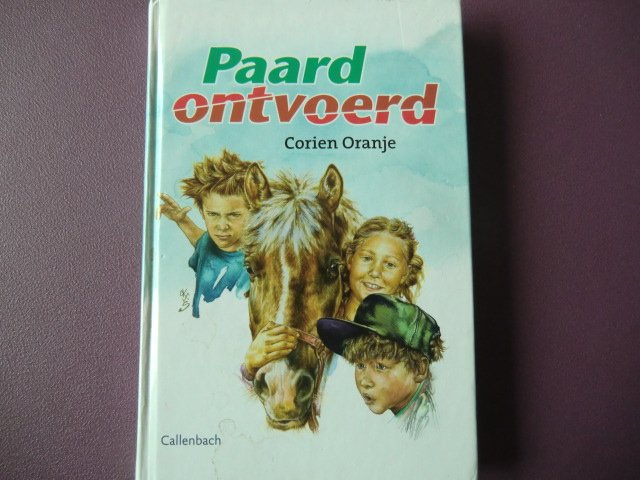 Paard
ontvoerd
Corien Oranje
Callenbach